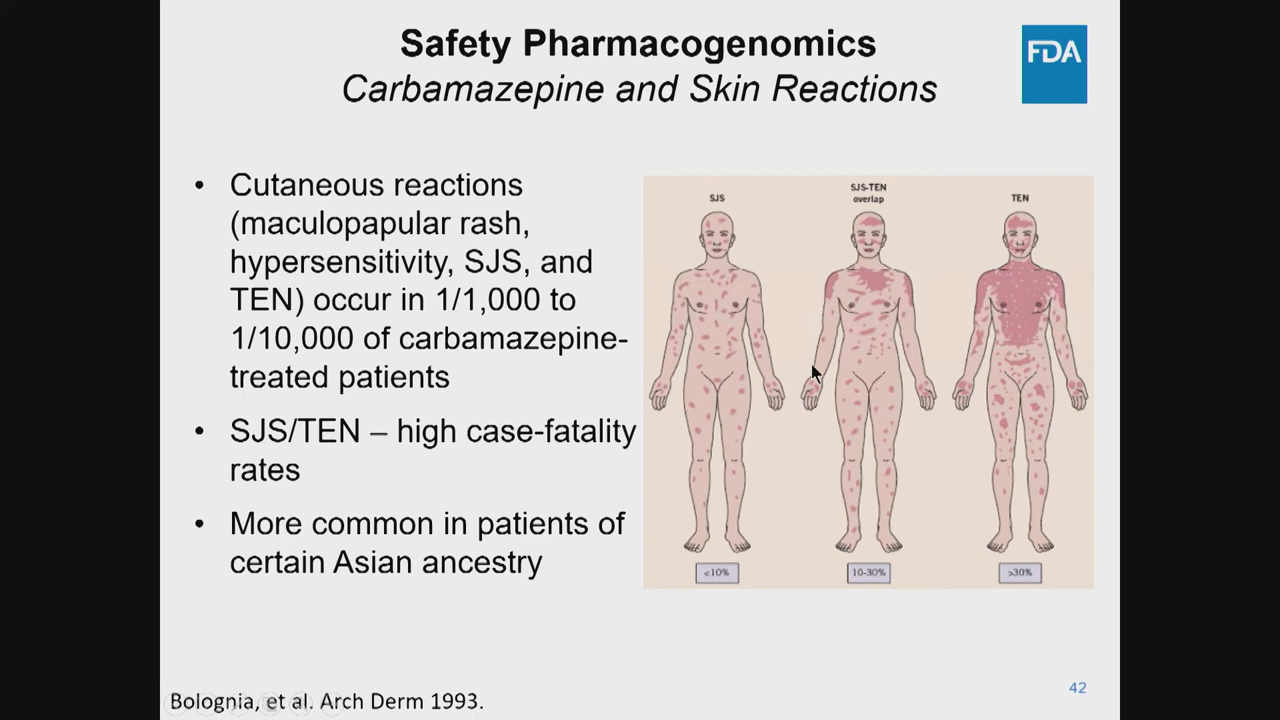 Safety Pharmacogenomics
Carbamazepine and Skin Reactions
FDA
• Cutaneous reactions
(maculopapular rash,
hypersensitivity, SJS, and
TEN) occur in 1/1,000 to
1/10,000 of carbamazepine-
treated patients
• SJS/TEN – high case-fatality
rates
• More common in patients of
certain Asian ancestry
SJS
SJS-TEN
overlap
TEN
<10%
10-30%
>30%
Bolognia, et al. Arch Derm 1993.
42